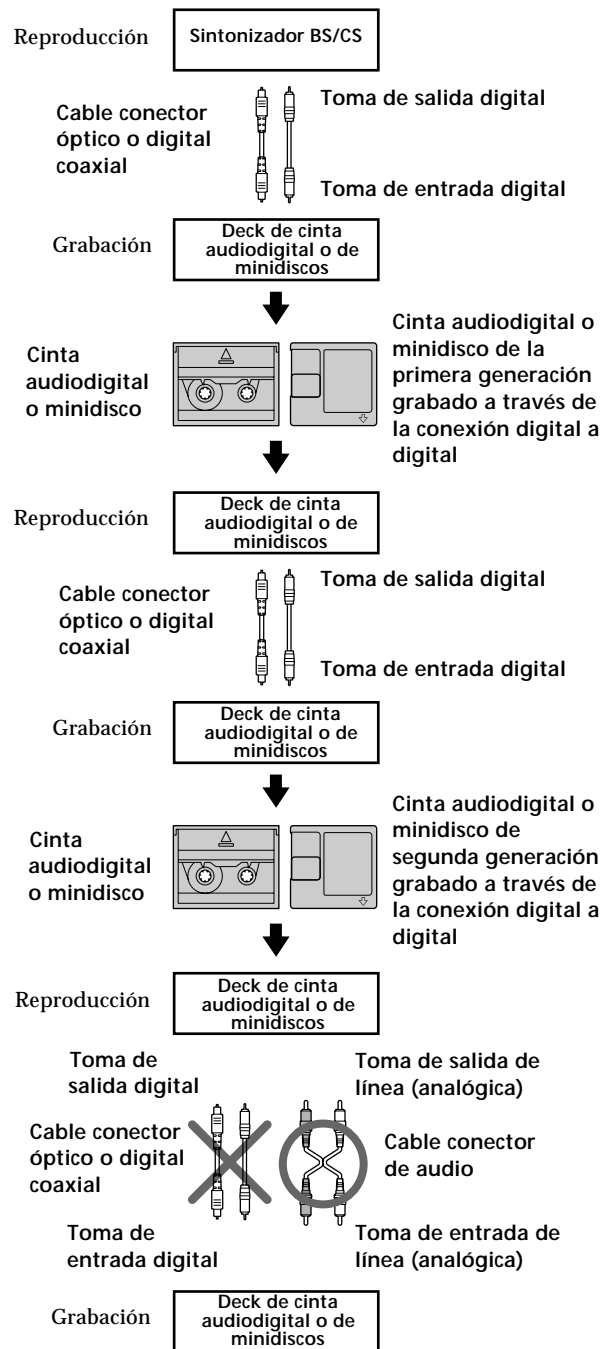 Reproducción
Sintonizador BS/CS
Cable conector
óptico o digital
coaxial
Toma de salida digital
Toma de entrada digital
Grabación
Deck de cinta
audiodigital o de
minidiscos
Cinta
audiodigital
o minidisco
Cinta audiodigital o
minidisco de la
primera generación
grabado a través de
la conexión digital a
digital
Reproducción
Deck de cinta
audiodigital o de
minidiscos
Cable conector
óptico o digital
coaxial
Toma de salida digital
Toma de entrada digital
Grabación
Deck de cinta
audiodigital o de
minidiscos
Cinta
audiodigital
o minidisco
Cinta audiodigital o
minidisco de
segunda generación
grabado a través de
la conexión digital a
digital
Reproducción
Deck de cinta
audiodigital o de
minidiscos
Toma de
salida digital
Toma de salida de
línea (analógica)
Cable conector
óptico o digital
coaxial
Cable conector
de audio
Toma de
entrada digital
Toma de entrada de
línea (analógica)
Grabación
Deck de cinta
audiodigital o de
minidiscos